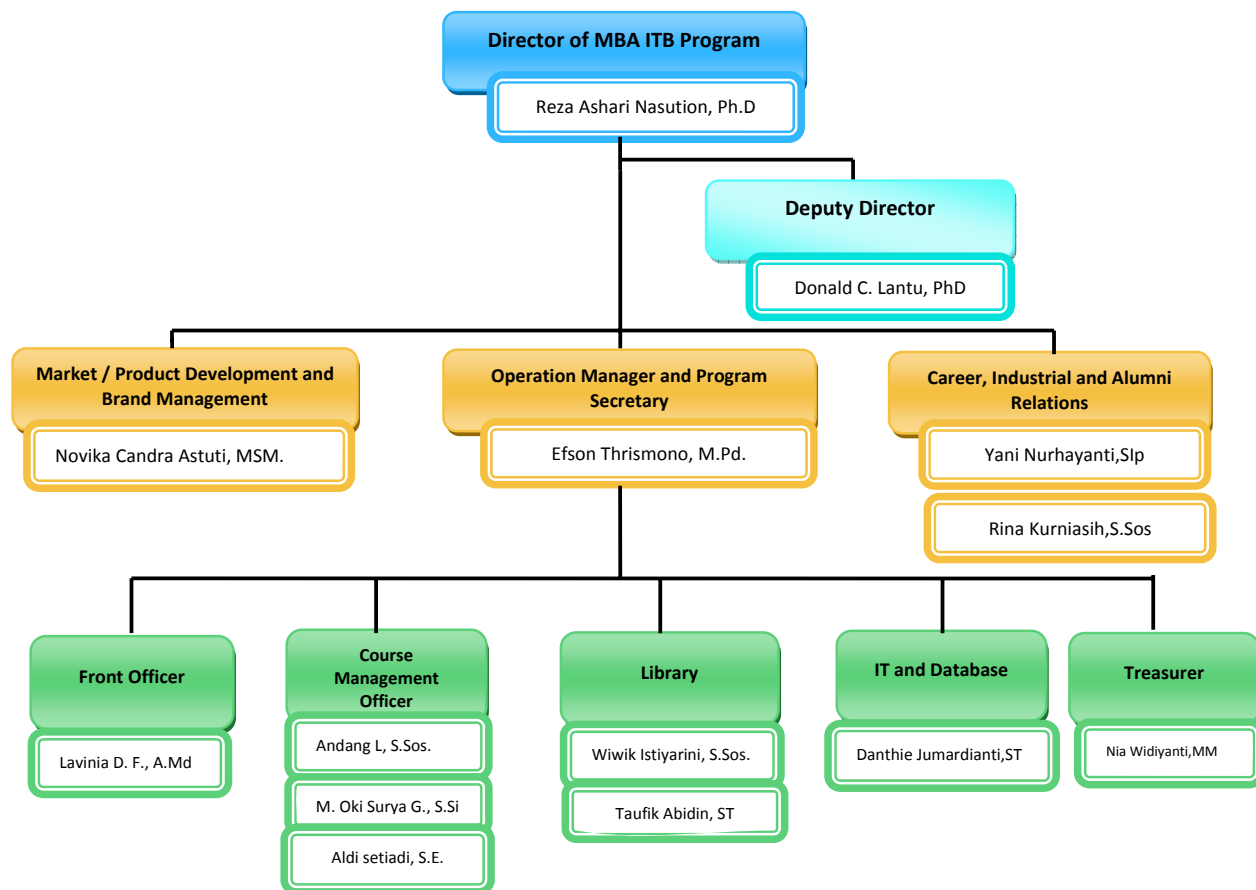 Director of MBA ITB Program
Reza Ashari Nasution, Ph.D
Deputy Director
Donald C. Lantu, PhD
Market / Product Development and
Brand Management
Novika Candra Astuti, MSM.
Operation Manager and Program
Secretary
Efson Thrismono, M.Pd.
Career, Industrial and Alumni
Relations
Yani Nurhayanti,SIp
Rina Kurniasih,S.Sos
Front Officer
Lavinia D. F., A.Md
Course
Management
Officer
Andang L, S.Sos.
M. Oki Surya G., S.Si
Aldi setiadi, S.E.
Library
Wiwik Istiyarini, S.Sos.
Taufik Abidin, ST
IT and Database
Danthie Jumardianti,ST
Treasurer
Nia Widiyanti,MM